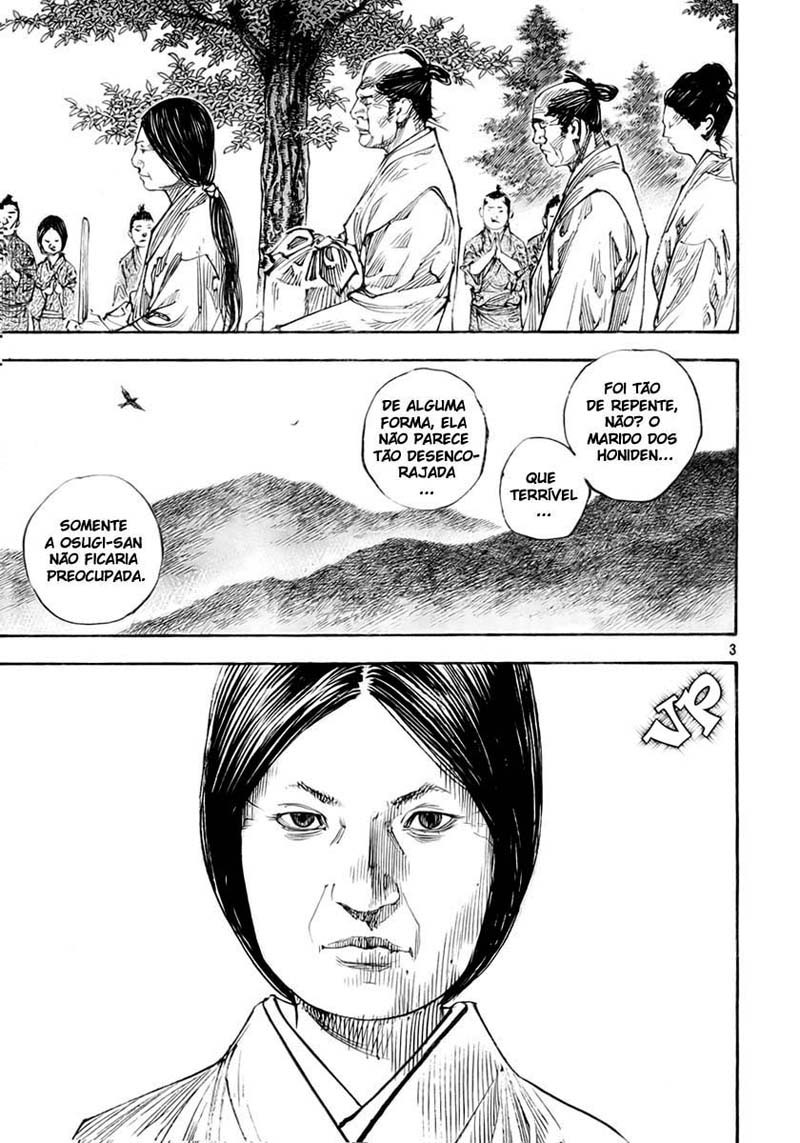 FOI TÃO
DE REPENTE,
NÃO? O
MARIDO DOS
HONIDEN...
QUE
TERRÍVEL
...
DE ALGUMA
FORMA, ELA
NÃO PARECE
TÃO DESENCO-
RAJADA
...
SOMENTE
A OSUGI-SAN
NÃO FICARIA
PREOCUPADA.
3
VP